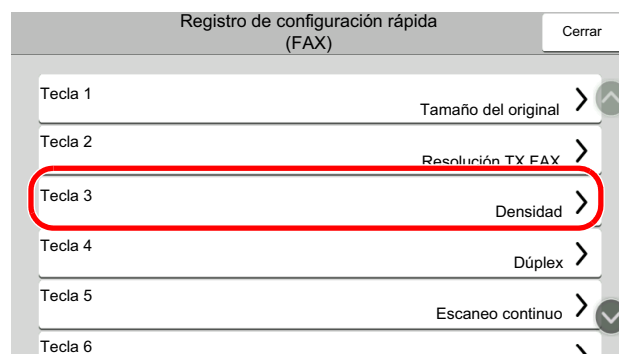 Registro de configuración rápida
(FAX)
Cerrar
Tecla 1
Tamaño del original
Tecla 2
Resolución TX FAX
Tecla 3
Densidad
Tecla 4
Dúplex
Tecla 5
Escaneo continuo
Tecla 6